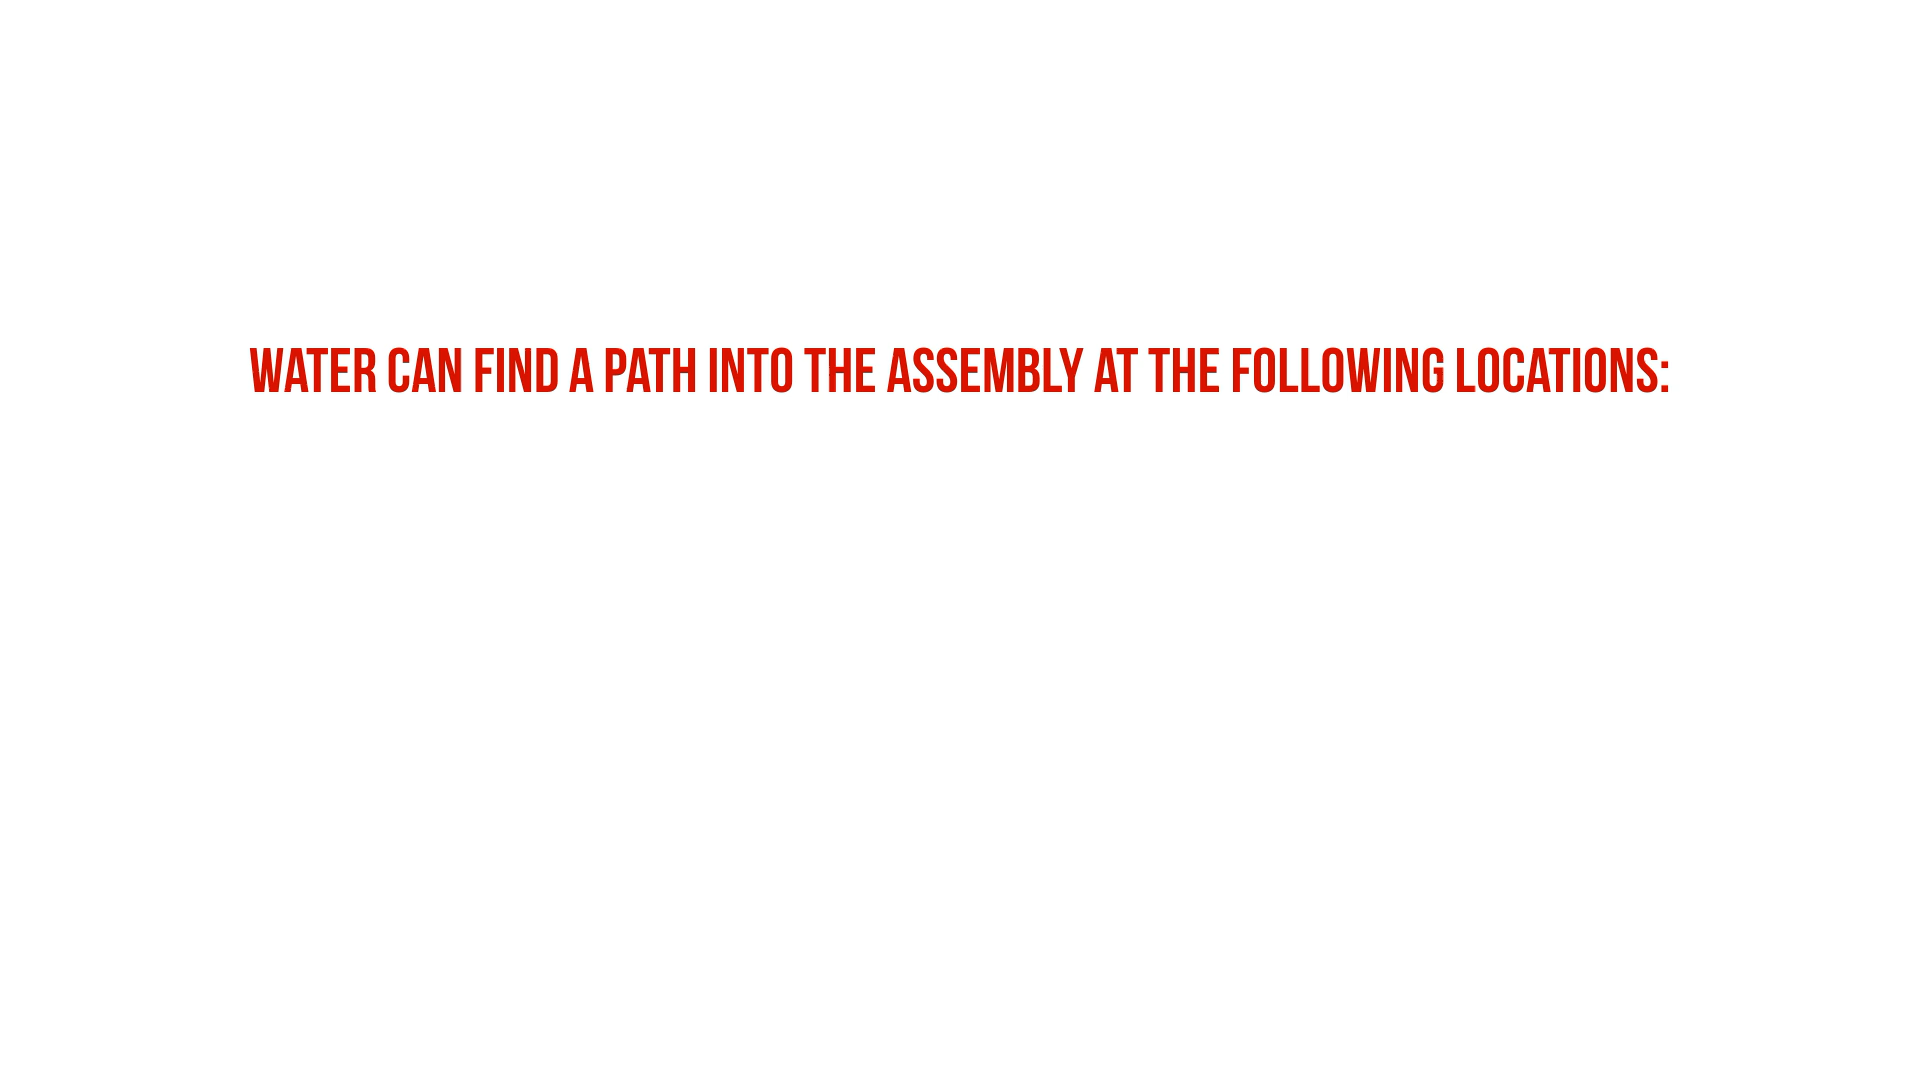 WATER CAN FIND A PATH INTO THE ASSEMBLY AT THE FOLLOWING LOCATIONS: